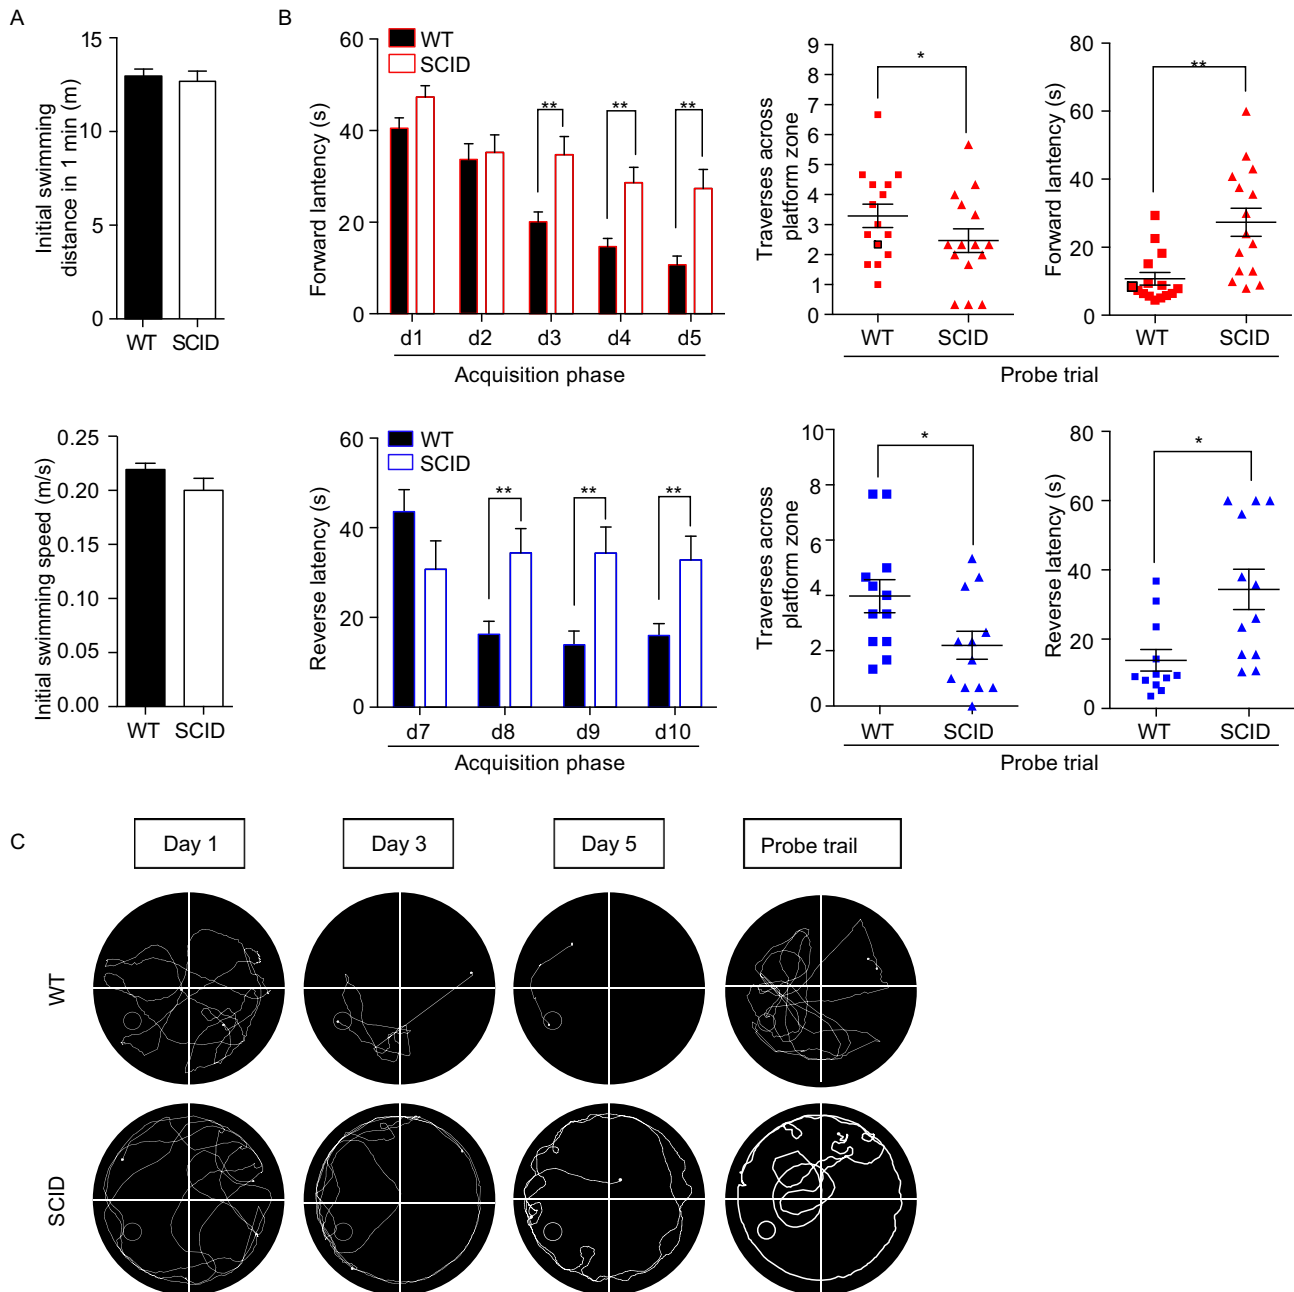 A
B
15
10
5
0
Initial swimming
distance in 1 min (m)
WT SCID
60
40
20
0
Forward lantency (s)
WT
SCID
**
**
**
d1 d2 d3 d4 d5
Acquisition phase
9
8
7
6
5
4
3
2
1
0
Traverses across
platform zone
*
WT SCID
80
60
40
20
0
Forward lantency (s)
**
WT SCID
Probe trial
0.25
0.20
0.15
0.10
0.05
0.00
Initial swimming speed (m/s)
WT SCID
60
40
20
0
Reverse latency (s)
WT
SCID
**
**
**
d7 d8 d9 d10
Acquisition phase
10
8
6
4
2
0
Traverses across
platform zone
*
WT SCID
80
60
40
20
0
Reverse latency (s)
*
WT SCID
Probe trial
C
Day 1
Day 3
Day 5
Probe trail
WT
SCID